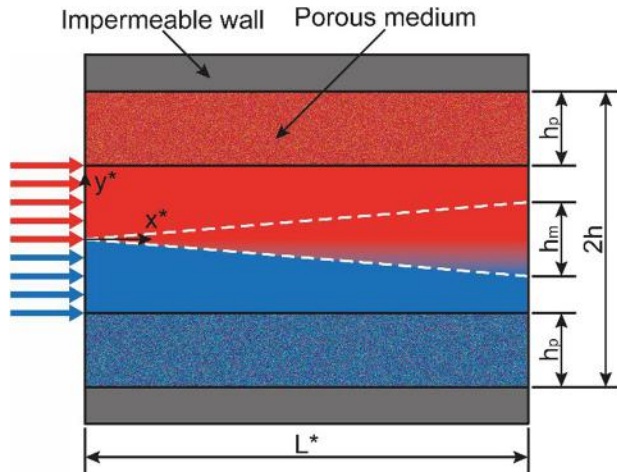 Impermeable wall
Porous medium
hp
y*
x*
hm
2h
hp
L*